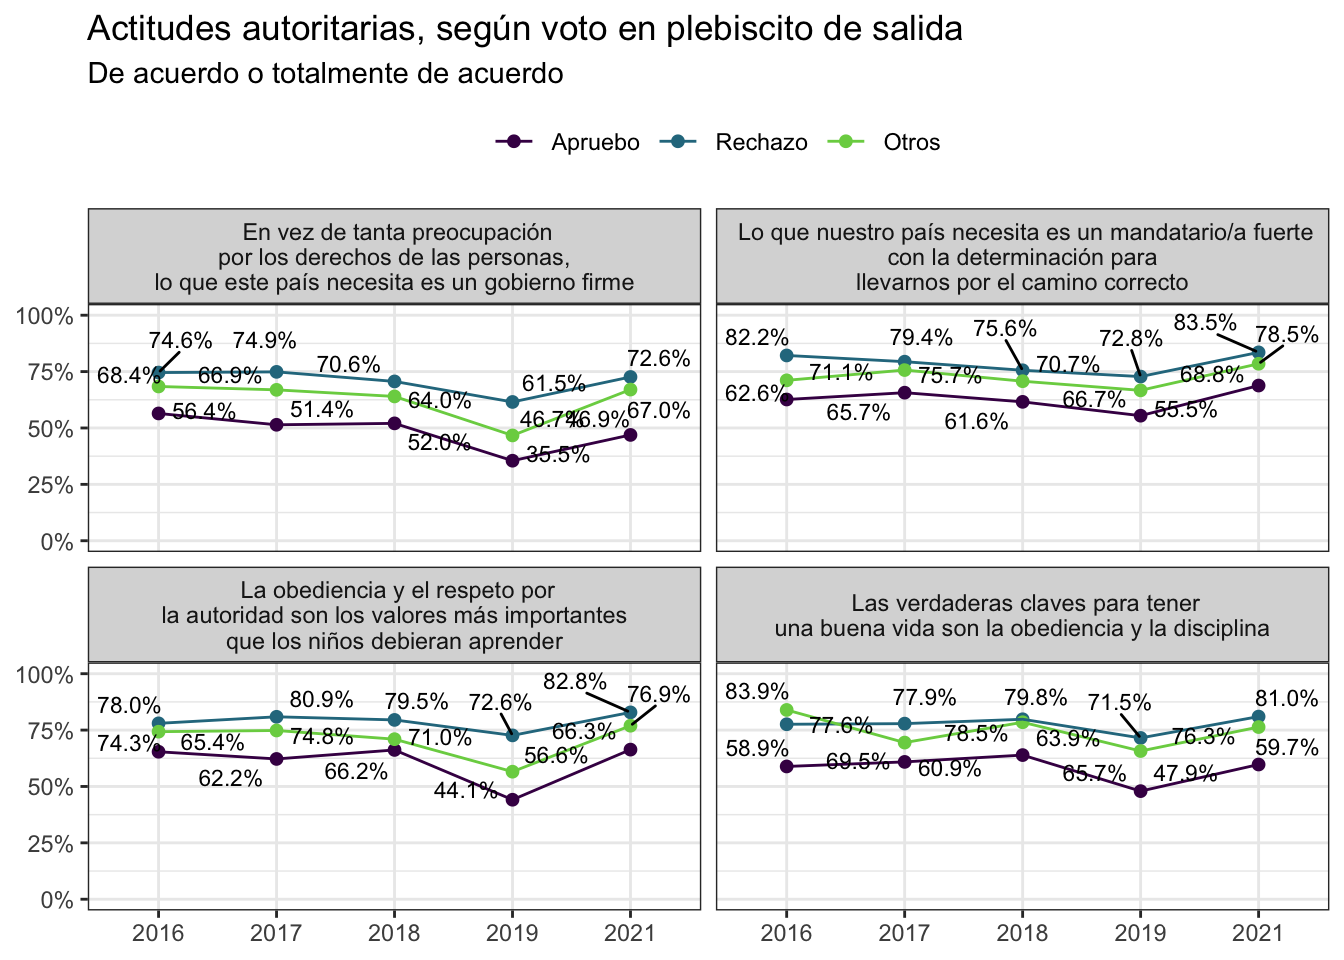 Actitudes autoritarias, según voto en plebiscito de salida
De acuerdo o totalmente de acuerdo
Apruebo Rechazo Otros
En vez de tanta preocupación
por los derechos de las personas,
lo que este país necesita es un gobierno firme
100%
75%
50%
25%
0%
74.6% 74.9%
70.6%
72.6%
68.4% 66.9%
61.5%
56.4% 51.4%
64.0%
46.7% 46.9% 67.0%
52.0%
35.5%
Lo que nuestro país necesita es un mandatario/a fuerte
con la determinación para
llevarnos por el camino correcto
82.2% 79.4% 75.6% 72.8% 83.5% 78.5%
71.1% 75.7% 70.7% 68.8%
62.6% 65.7% 61.6% 66.7% 55.5%
La obediencia y el respeto por
la autoridad son los valores más importantes
que los niños debieran aprender
100%
75%
50%
25%
0%
78.0% 80.9% 79.5% 72.6% 82.8% 76.9%
74.3% 65.4% 74.8% 71.0% 66.3%
62.2% 66.2% 56.6%
44.1%
2016 2017 2018 2019 2021
Las verdaderas claves para tener
una buena vida son la obediencia y la disciplina
83.9% 77.9% 79.8% 71.5% 81.0%
77.6% 78.5% 63.9% 76.3%
58.9% 69.5% 60.9% 65.7% 47.9% 59.7%
2016 2017 2018 2019 2021